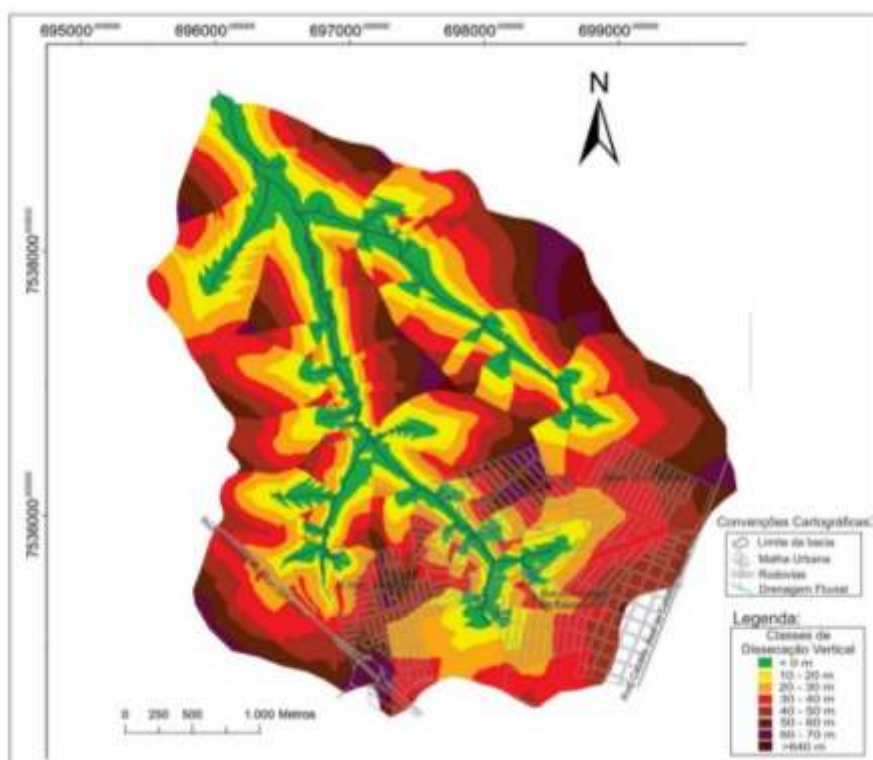 695000
696000
697000
698000
699000
N
7538000
7536000
Convenções Cartográficas:
Limite da bacia
Malha Urbana
Rodovias
Drenagem Fluvial
Legenda:
Classes de
Dissecação Vertical
10 - 20 m
20 - 30 m
30 - 40 m
40 - 50 m
50 - 60 m
60 - 70 m
>640 m
0 250 500 1.000 Metros